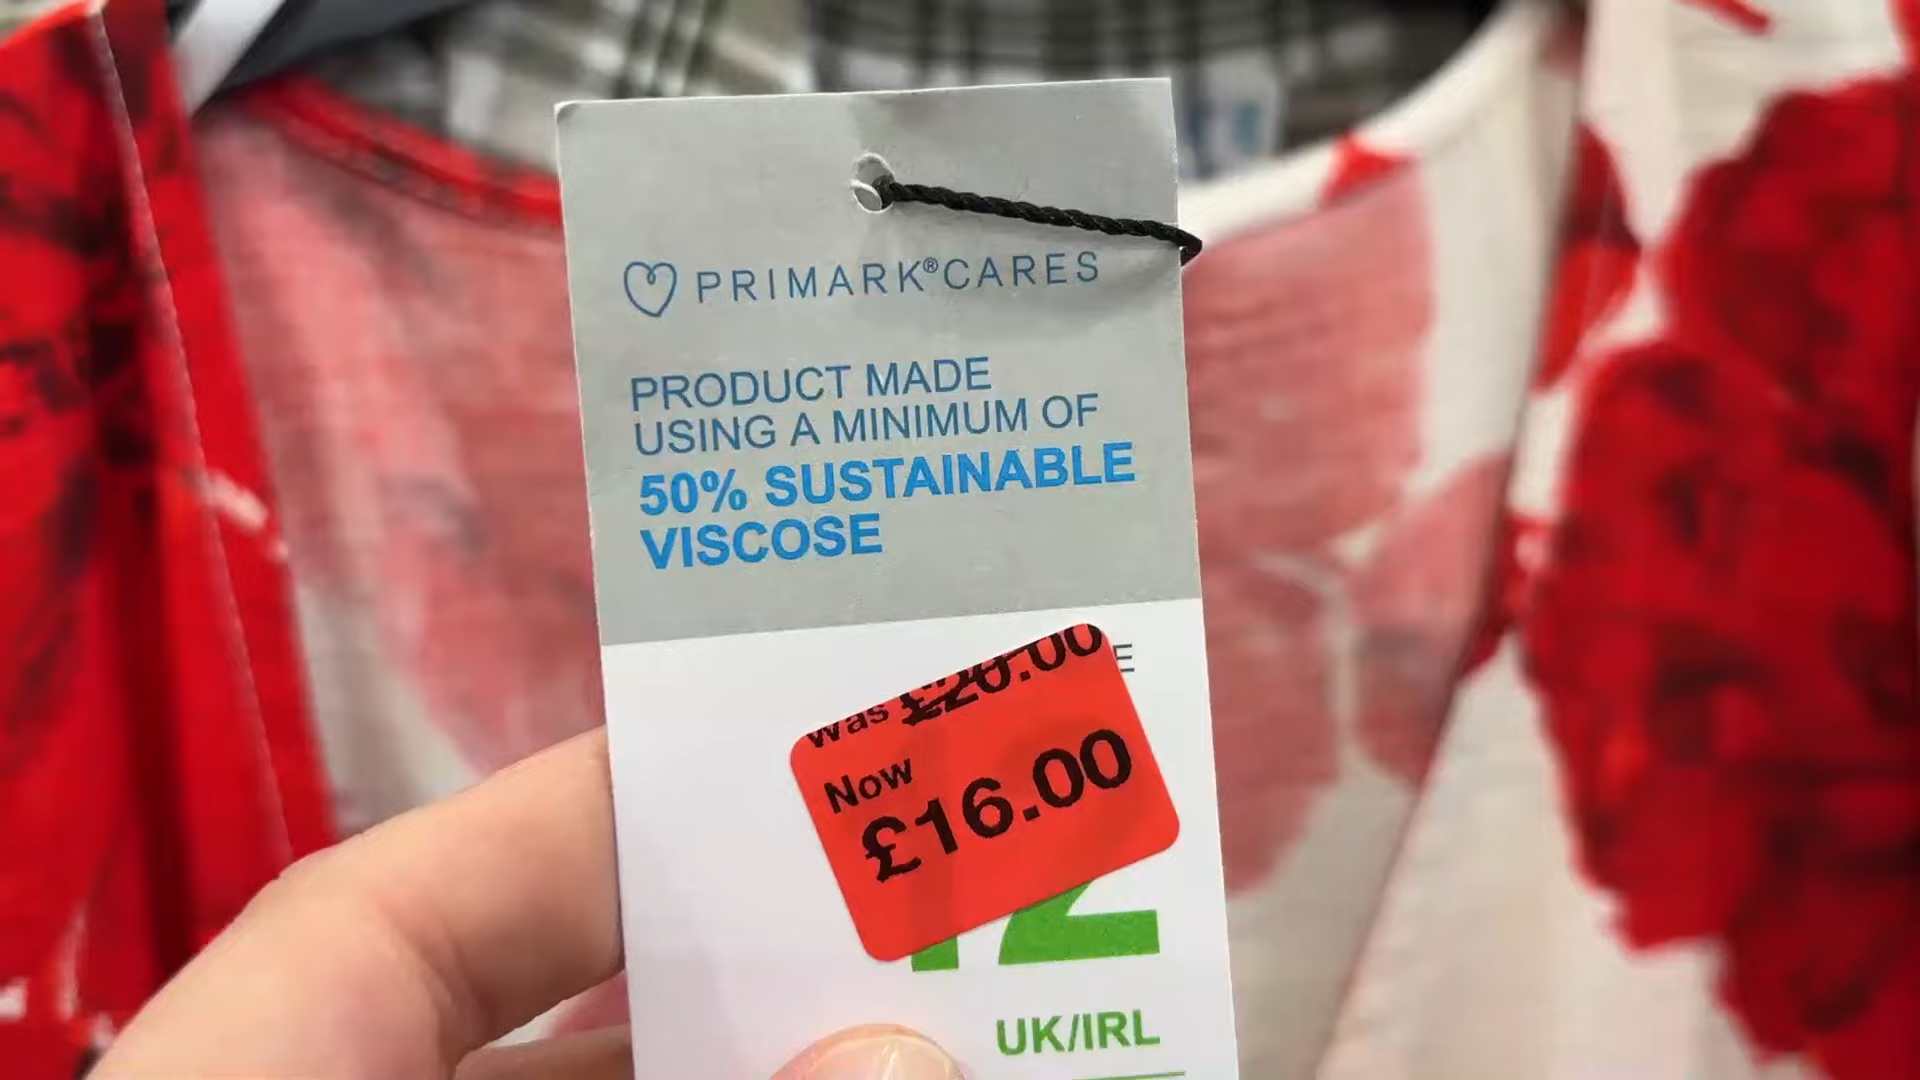 PRIMARK®CARES
PRODUCT MADE
USING A MINIMUM OF
50% SUSTAINABLE
VISCOSE
E
Was £20.00
Now
£16.00
12
UK/IRL